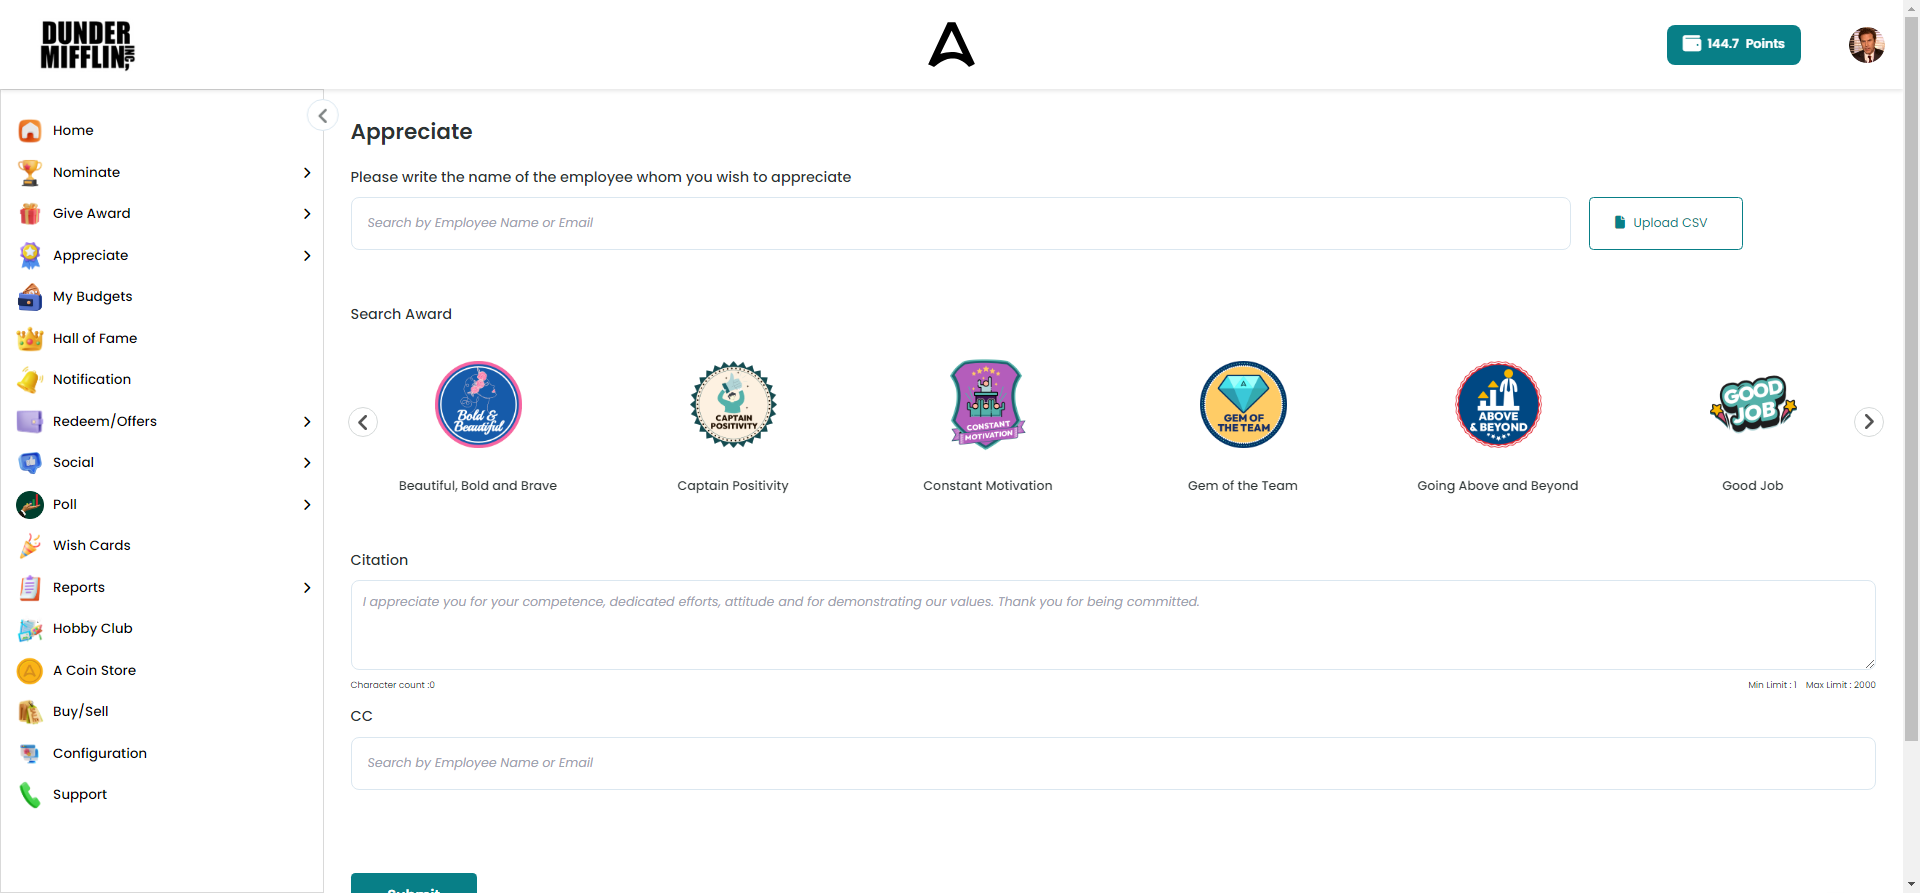 DUNDER
MIFFLIN, INC
144.7 Points
Home
Nominate
Give Award
Appreciate
My Budgets
Hall of Fame
Notification
Redeem/Offers
Social
Poll
Wish Cards
Reports
Hobby Club
A Coin Store
Buy/Sell
Configuration
Support
Appreciate
Please write the name of the employee whom you wish to appreciate
Search by Employee Name or Email
Upload CSV
Search Award
Bold &
Beautiful
CAPTAIN
POSITIVITY
CONSTANT
MOTIVATION
GEM OF
THE TEAM
ABOVE
& BEYOND
GOOD
JOB
Beautiful, Bold and Brave
Captain Positivity
Constant Motivation
Gem of the Team
Going Above and Beyond
Good Job
Citation
I appreciate you for your competence, dedicated efforts, attitude and for demonstrating our values. Thank you for being committed.
Character count :0
Min Limit : 1 Max Limit : 2000
CC
Search by Employee Name or Email
Submit